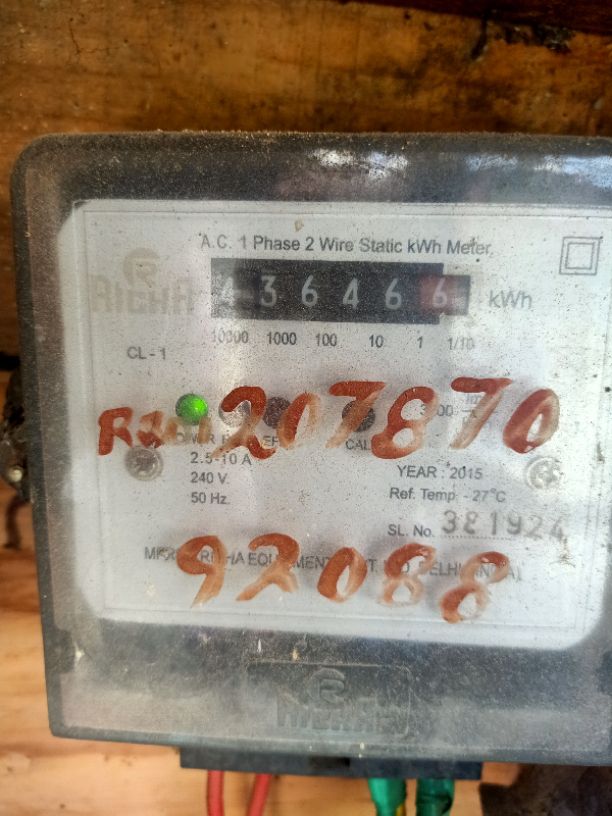 A.C. 1 Phase 2 Wire Static kWh Meter
RICHA
4 3 6 4 6 6 kWh
10000 1000 100 10 1 1/10
CL - 1
207870
CAL
2.5-10 A
240 V.
50 Hz.
YEAR : 2015
Ref. Temp. - 27°C
SL. No. 381924
92088
RICHA